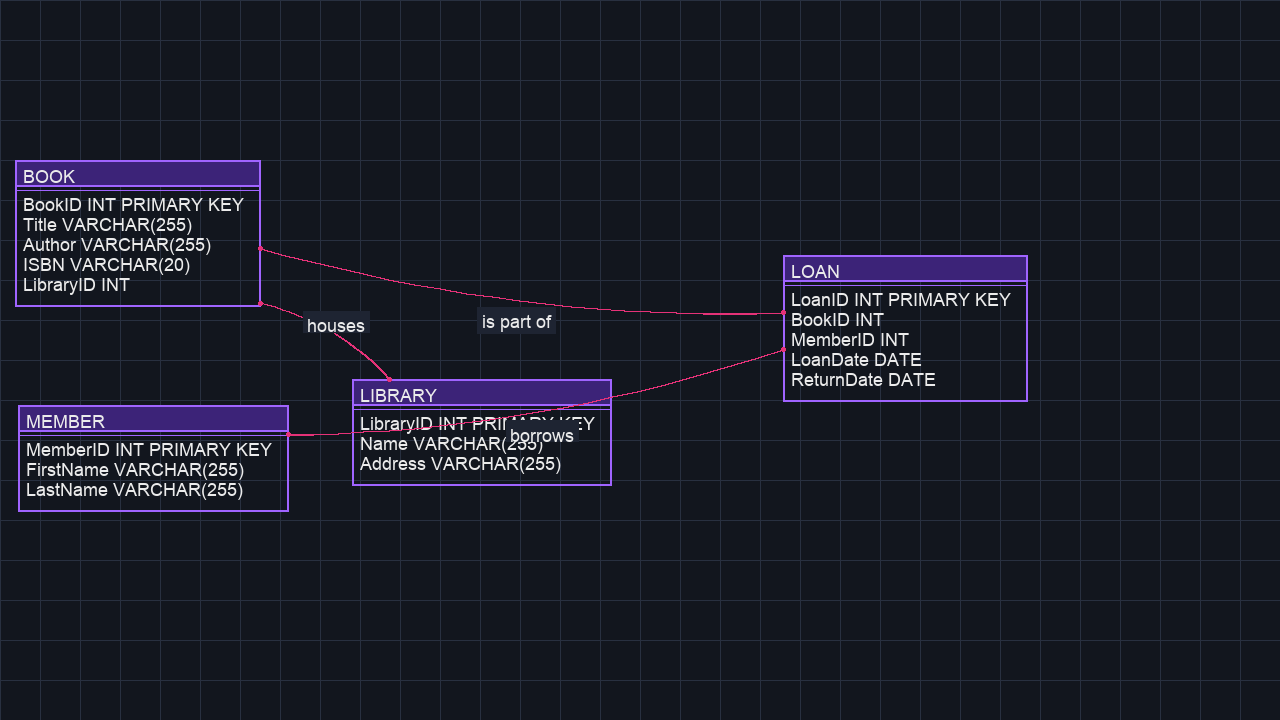 BOOK
BookID INT PRIMARY KEY
Title VARCHAR(255)
Author VARCHAR(255)
ISBN VARCHAR(20)
LibraryID INT
LOAN
LoanID INT PRIMARY KEY
BookID INT
MemberID INT
LoanDate DATE
ReturnDate DATE
houses
is part of
LIBRARY
LibraryID INT PRIMARY KEY
Name VARCHAR(255)
Address VARCHAR(255)
borrows
MEMBER
MemberID INT PRIMARY KEY
FirstName VARCHAR(255)
LastName VARCHAR(255)